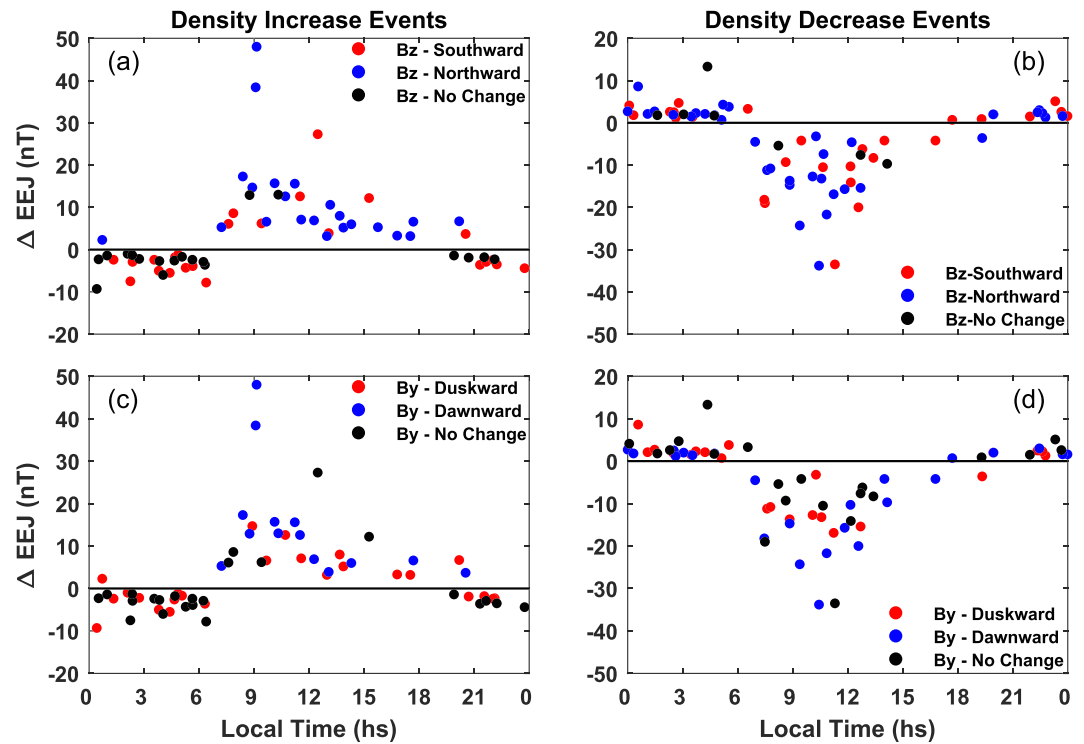 Density Increase Events
Density Decrease Events
(a)
Bz - Southward
Bz - Northward
Bz - No Change
50
40
30
20
10
0
-10
-20
Δ EEJ (nT)
(b)
20
10
0
-10
-20
-30
-40
-50
Bz-Southward
Bz-Northward
Bz-No Change
(c)
By - Duskward
By - Dawnward
By - No Change
50
40
30
20
10
0
-10
-20
Δ EEJ (nT)
0 3 6 9 12 15 18 21 0
Local Time (hs)
(d)
20
10
0
-10
-20
-30
-40
-50
By - Duskward
By - Dawnward
By - No Change
0 3 6 9 12 15 18 21 0
Local Time (hs)